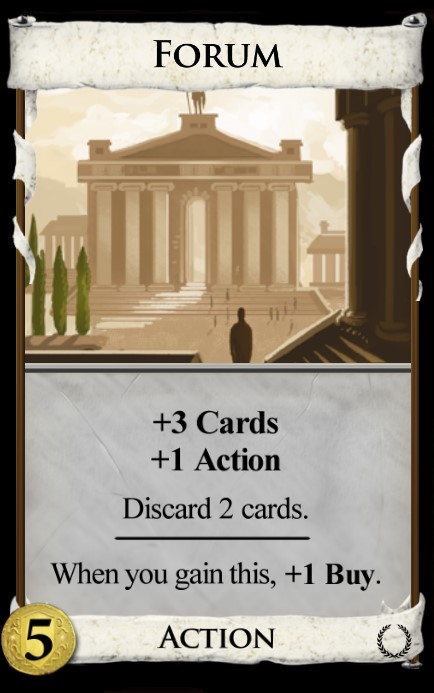 FORUM
+3 Cards
+1 Action
Discard 2 cards.
When you gain this, +1 Buy.
5
ACTION